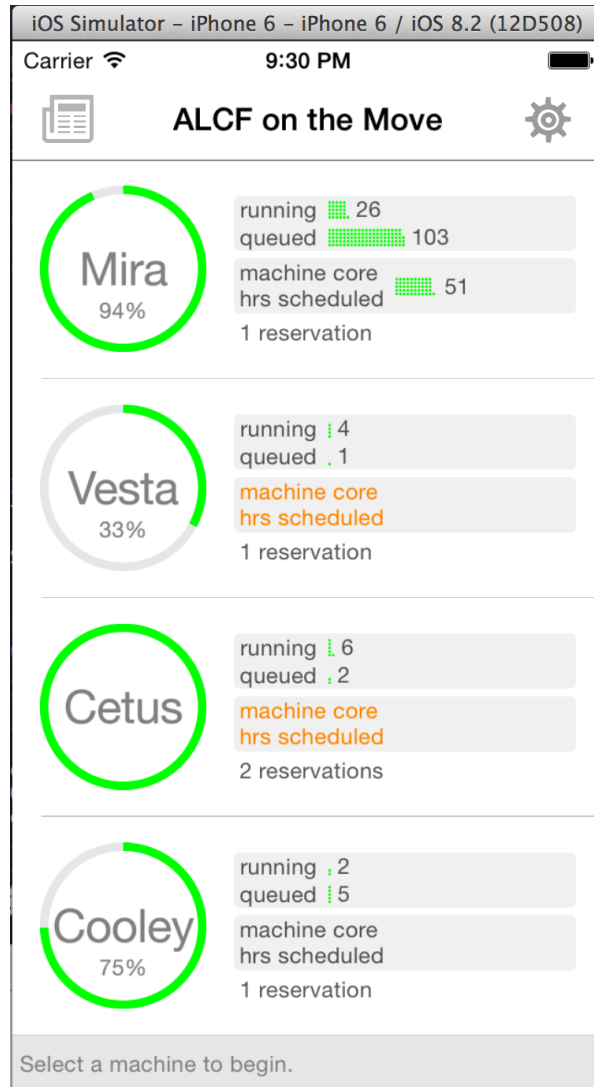 iOS Simulator – iPhone 6 – iPhone 6 / iOS 8.2 (12D508)
Carrier 9:30 PM
ALCF on the Move
Mira
94%
running 26
queued 103
machine core
hrs scheduled 51
1 reservation
Vesta
33%
running 4
queued 1
machine core
hrs scheduled
1 reservation
Cetus
running 6
queued 2
machine core
hrs scheduled
2 reservations
Cooley
75%
running 2
queued 5
machine core
hrs scheduled
1 reservation
Select a machine to begin.